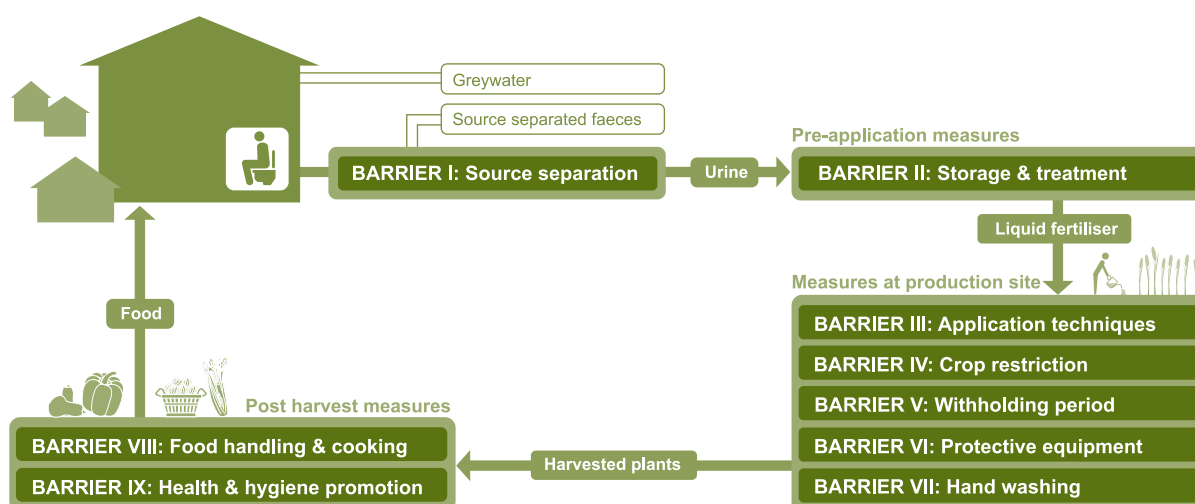 Greywater
Source separated faeces
BARRIER I: Source separation
Urine
Pre-application measures
BARRIER II: Storage & treatment
Liquid fertiliser
Measures at production site
BARRIER III: Application techniques
BARRIER IV: Crop restriction
BARRIER V: Withholding period
BARRIER VI: Protective equipment
BARRIER VII: Hand washing
Harvested plants
Post harvest measures
BARRIER VIII: Food handling & cooking
BARRIER IX: Health & hygiene promotion
Food